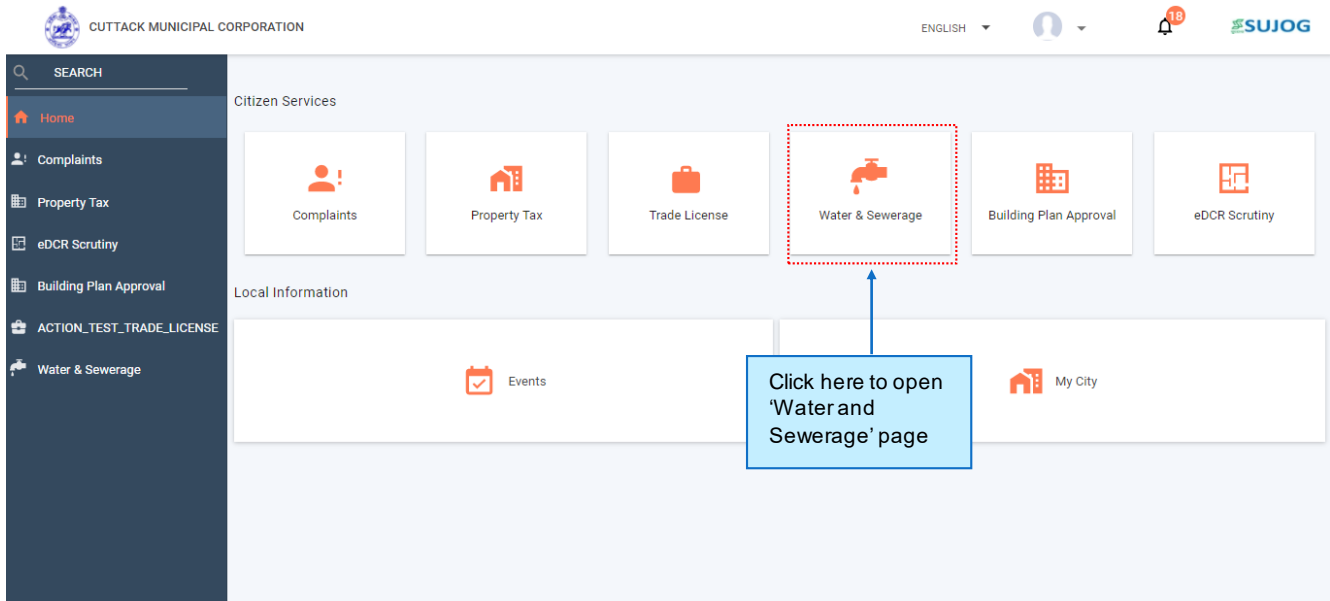 CUTTACK MUNICIPAL CORPORATION
ENGLISH
18
SUJOG
SEARCH
Home
Complaints
Property Tax
eDCR Scrutiny
Building Plan Approval
ACTION_TEST_TRADE_LICENSE
Water & Sewerage
Citizen Services
Complaints
Property Tax
Trade License
Water & Sewerage
Building Plan Approval
eDCR Scrutiny
Local Information
Events
My City
Click here to open
‘Water and
Sewerage’ page